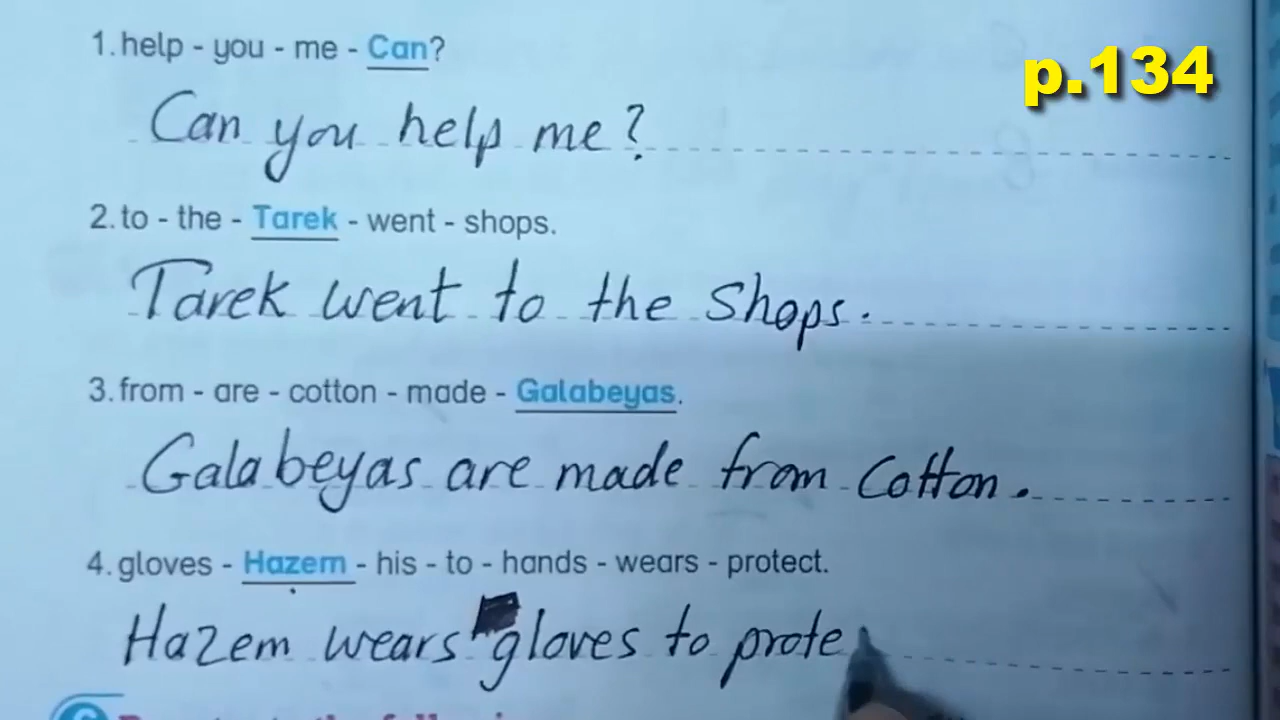 1. help - you - me - Can?
p.134
Can you help me?
2. to - the - Tarek - went - shops.
Tarek went to the shops.
3. from - are - cotton - made - Galabeyas.
Galabeyas are made from Cotton.
4. gloves - Hazem - his - to - hands - wears - protect.
Hazem wears gloves to prote